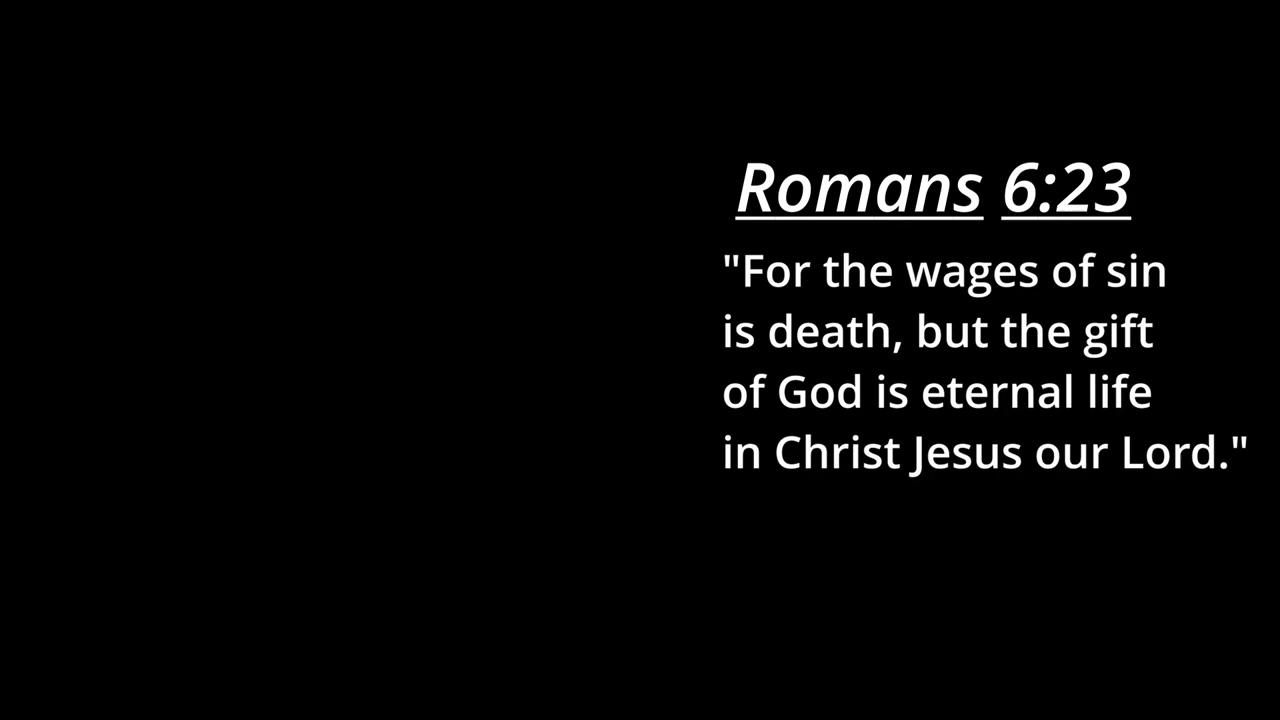 Romans 6:23
"For the wages of sin
is death, but the gift
of God is eternal life
in Christ Jesus our Lord."